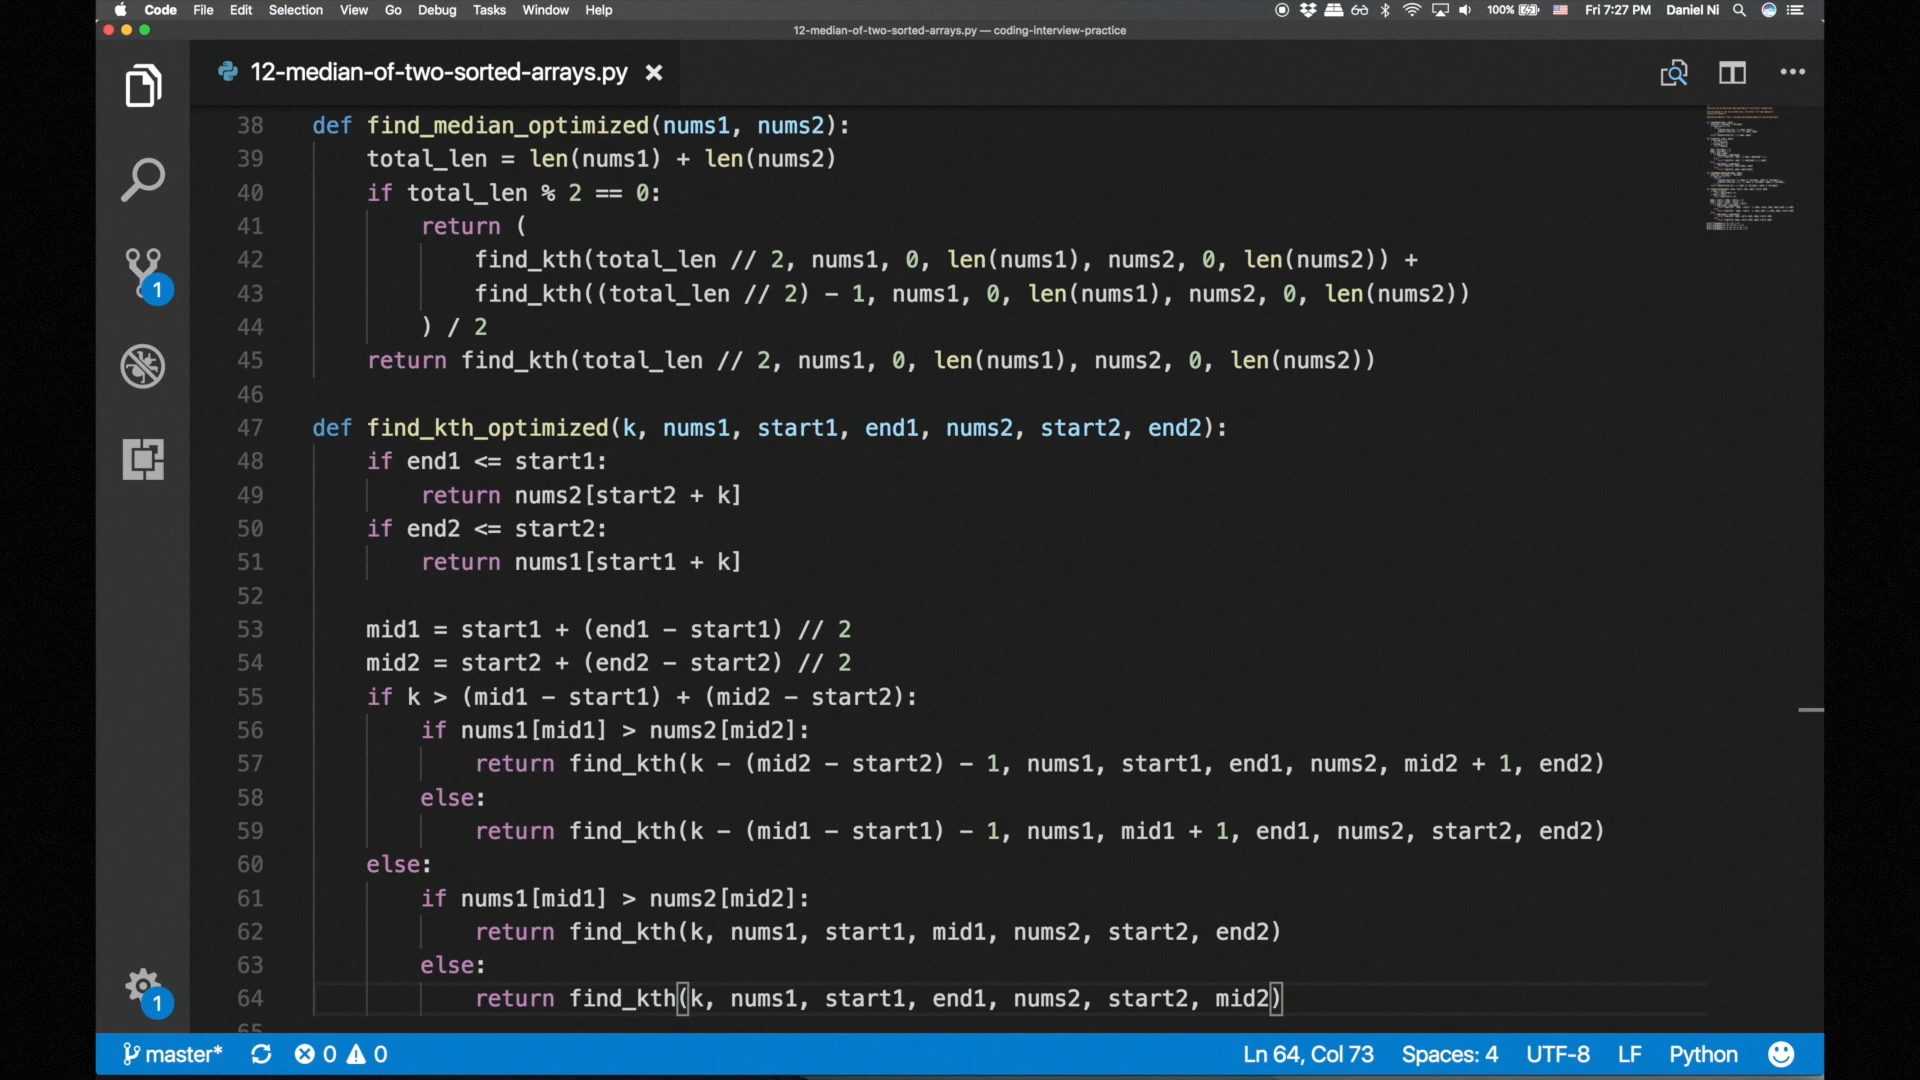 Code File Edit Selection View Go Debug Tasks Window Help 100% Fri 7:27 PM Daniel Ni
12-median-of-two-sorted-arrays.py — coding-interview-practice
12-median-of-two-sorted-arrays.py
38 def find_median_optimized(nums1, nums2):
39 total_len = len(nums1) + len(nums2)
40 if total_len % 2 == 0:
41 return (
42 find_kth(total_len // 2, nums1, 0, len(nums1), nums2, 0, len(nums2)) +
43 find_kth((total_len // 2) - 1, nums1, 0, len(nums1), nums2, 0, len(nums2))
44 ) / 2
45 return find_kth(total_len // 2, nums1, 0, len(nums1), nums2, 0, len(nums2))
46
47 def find_kth_optimized(k, nums1, start1, end1, nums2, start2, end2):
48 if end1 <= start1:
49 return nums2[start2 + k]
50 if end2 <= start2:
51 return nums1[start1 + k]
52
53 mid1 = start1 + (end1 - start1) // 2
54 mid2 = start2 + (end2 - start2) // 2
55 if k > (mid1 - start1) + (mid2 - start2):
56 if nums1[mid1] > nums2[mid2]:
57 return find_kth(k - (mid2 - start2) - 1, nums1, start1, end1, nums2, mid2 + 1, end2)
58 else:
59 return find_kth(k - (mid1 - start1) - 1, nums1, mid1 + 1, end1, nums2, start2, end2)
60 else:
61 if nums1[mid1] > nums2[mid2]:
62 return find_kth(k, nums1, start1, mid1, nums2, start2, end2)
63 else:
64 return find_kth(k, nums1, start1, end1, nums2, start2, mid2)
65
1
1
master* 0 0 Ln 64, Col 73 Spaces: 4 UTF-8 LF Python